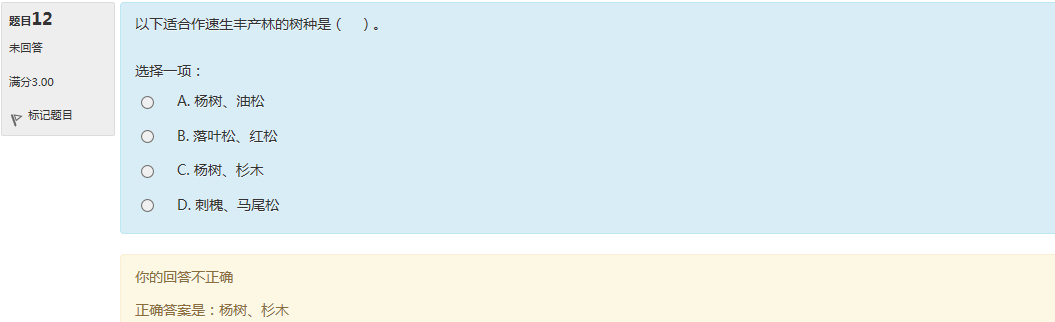 题目12
未回答
满分3.00
标记题目
以下适合作速生丰产林的树种是（ ）。
选择一项：
A. 杨树、油松
B. 落叶松、红松
C. 杨树、杉木
D. 刺槐、马尾松
你的回答不正确
正确答案是：杨树、杉木